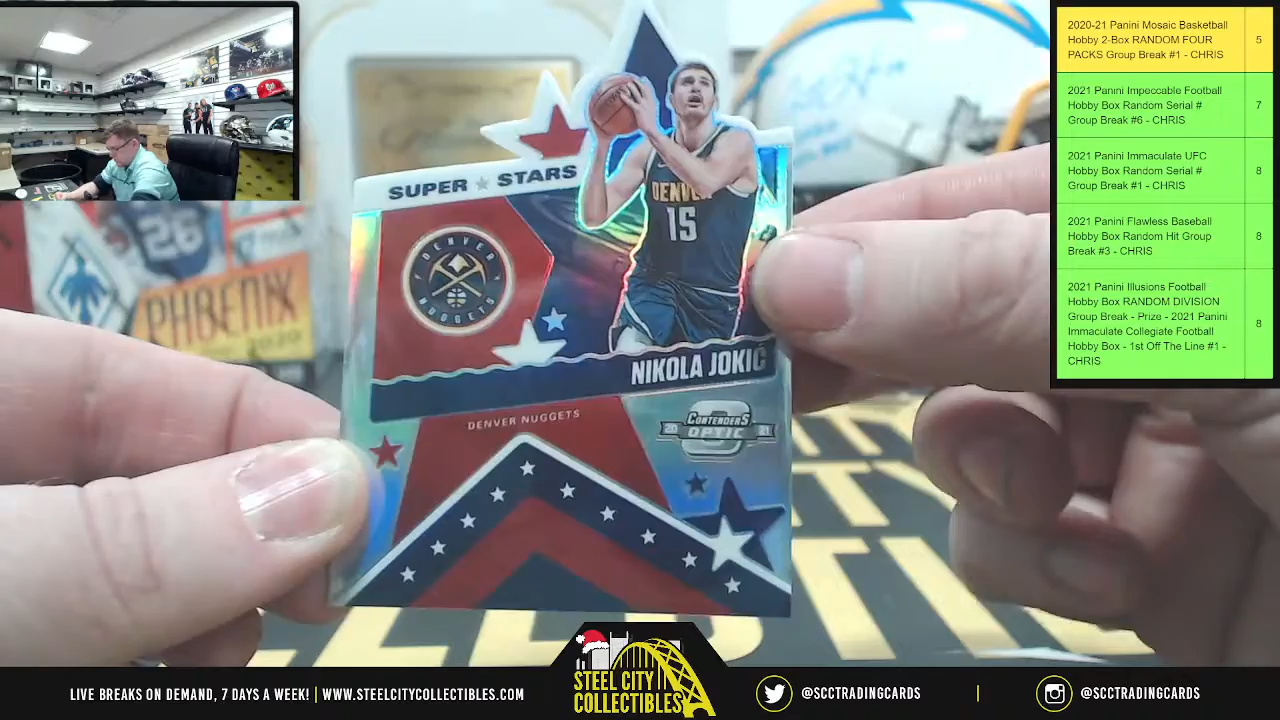 2020-21 Panini Mosaic Basketball
Hobby 2-Box RANDOM FOUR
PACKS Group Break #1 - CHRIS
5
2021 Panini Impeccable Football
Hobby Box Random Serial #
Group Break #6 - CHRIS
7
2021 Panini Immaculate UFC
Hobby Box Random Serial #
Group Break #1 - CHRIS
8
2021 Panini Flawless Baseball
Hobby Box Random Hit Group
Break #3 - CHRIS
8
2021 Panini Illusions Football
Hobby Box RANDOM DIVISION
Group Break - Prize - 2021 Panini
Immaculate Collegiate Football
Hobby Box - 1st Off The Line #1 -
CHRIS
8
SUPER STARS
DENVER
NUGGETS
DENVER
15
NIKOLA JOKIĆ
DENVER NUGGETS
CONTENDERS
20 OPTIC 21
26
PHOENIX
2020
LIVE BREAKS ON DEMAND, 7 DAYS A WEEK! | WWW.STEELCITYCOLLECTIBLES.COM
STEEL CITY
COLLECTIBLES
@SCCTRADINGCARDS
@SCCTRADINGCARDS